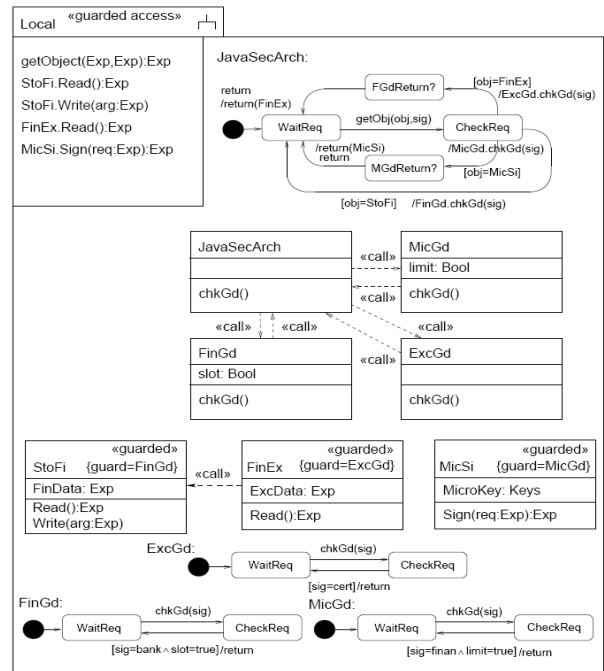 Local «guarded access»
getObject(Exp,Exp):Exp
StoFi.Read():Exp
StoFi.Write(arg:Exp)
FinEx.Read():Exp
MicSi.Sign(req:Exp):Exp
JavaSecArch:
return
/return(FinEx)
FGdReturn?
[obj=FinEx]
/ExcGd.chkGd(sig)
WaitReq
getObj(obj,sig)
CheckReq
/return(MicSi)
return
MGdReturn?
/MicGd.chkGd(sig)
[obj=MicSi]
[obj=StoFi] /FinGd.chkGd(sig)
JavaSecArch
chkGd()
«call»
«call»
MicGd
limit: Bool
chkGd()
«call»
«call»
«call»
«call»
FinGd
slot: Bool
chkGd()
ExcGd
chkGd()
«guarded»
StoFi {guard=FinGd}
FinData: Exp
Read():Exp
Write(arg:Exp)
«call»
«guarded»
FinEx {guard=ExcGd}
ExcData: Exp
Read():Exp
«guarded»
MicSi {guard=MicGd}
MicroKey: Keys
Sign(req:Exp):Exp
ExcGd:
WaitReq
chkGd(sig)
CheckReq
[sig=cert]/return
FinGd:
WaitReq
chkGd(sig)
CheckReq
[sig=bank∧slot=true]/return
MicGd:
WaitReq
chkGd(sig)
CheckReq
[sig=finan∧limit=true]/return